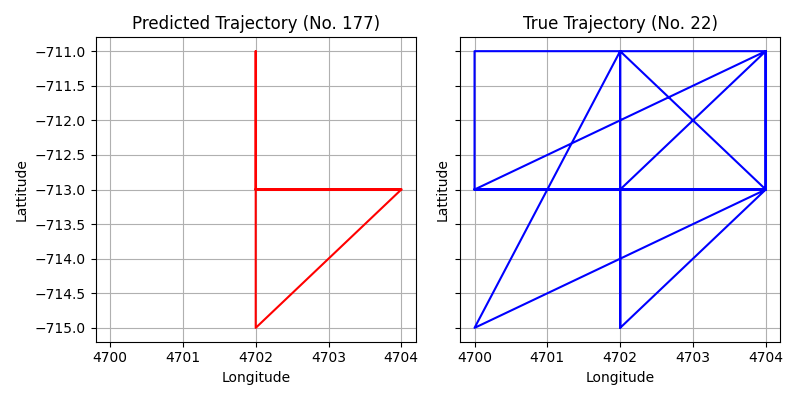 Predicted Trajectory (No. 177)
−711.0
−711.5
−712.0
−712.5
−713.0
−713.5
−714.0
−714.5
−715.0
Lattitude
4700 4701 4702 4703 4704
Longitude
True Trajectory (No. 22)
Lattitude
4700 4701 4702 4703 4704
Longitude